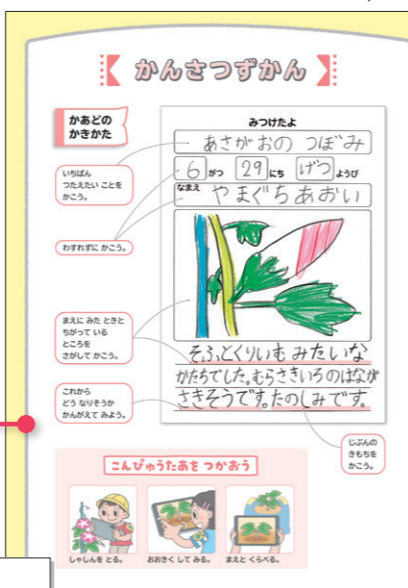 かんさつずかん
かあどの
かきかた
みつけたよ
あさがおの つぼみ
6 がつ 29 にち げつ ようび
なまえ やまぐちあおい
いちばん
つたえたい ことを
かこう。
わすれずに かこう。
まえに みた ときと
ちがって いる
ところを
さがして かこう。
そふとくりいむ みたいな
かたちでした。むらさきいろのはなが
さきそうです。たのしみです。
これから
どう なりそうか
かんがえて みよう。
じぶんの
きもちを
かこう。
こんぴゅうたあを つかおう
しゃしんを とる。
おおきく して みる。
まえと くらべる。